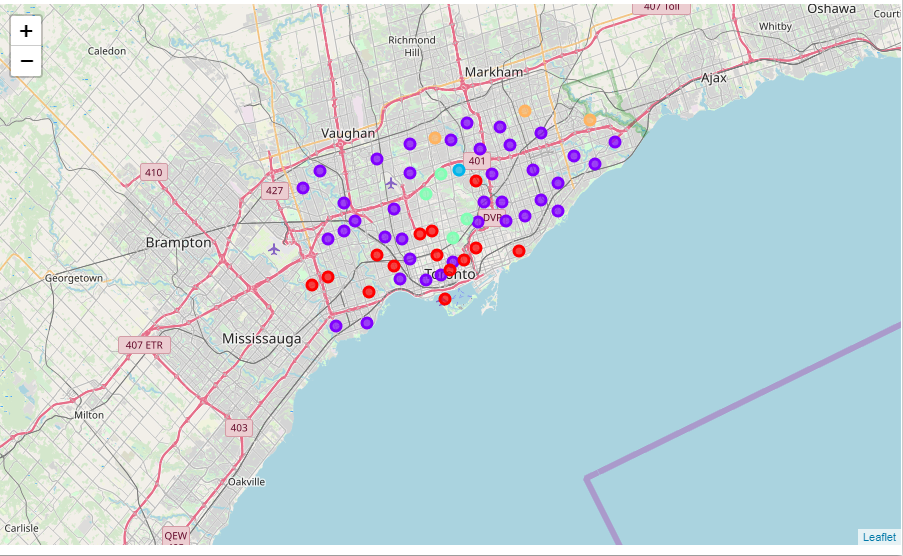 +
−
407 Toll
Oshawa
Court
Whitby
Richmond
Hill
Caledon
Markham
Ajax
Vaughan
401
410
427
DVP
Brampton
Toronto
Georgetown
Mississauga
407 ETR
Milton
403
Oakville
Carlisle
QEW
Leaflet